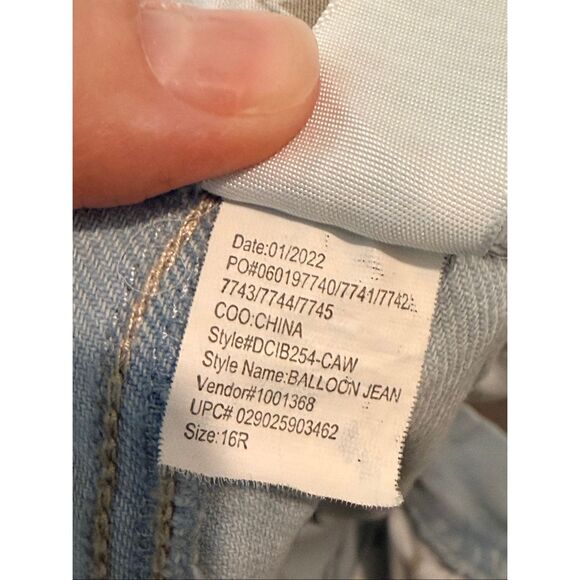 Date:01/2022
PO#060197740/7741/7742/
7743/7744/7745
COO:CHINA
Style#DCIB254-CAW
Style Name:BALLOON JEAN
Vendor#1001368
UPC# 029025903462
Size:16R